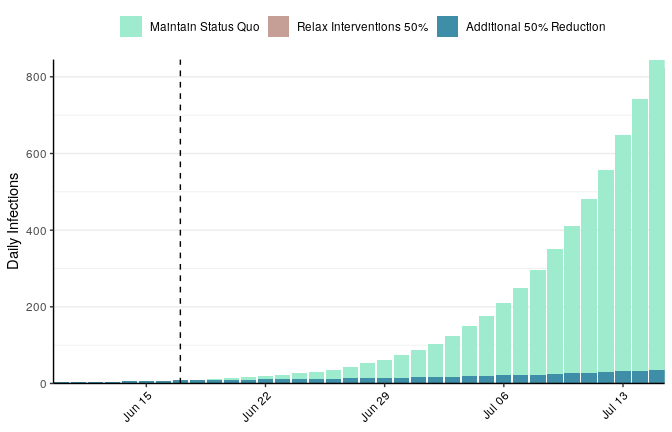 Maintain Status Quo Relax Interventions 50% Additional 50% Reduction
Daily Infections
800
600
400
200
0
Jun 15 Jun 22 Jun 29 Jul 06 Jul 13